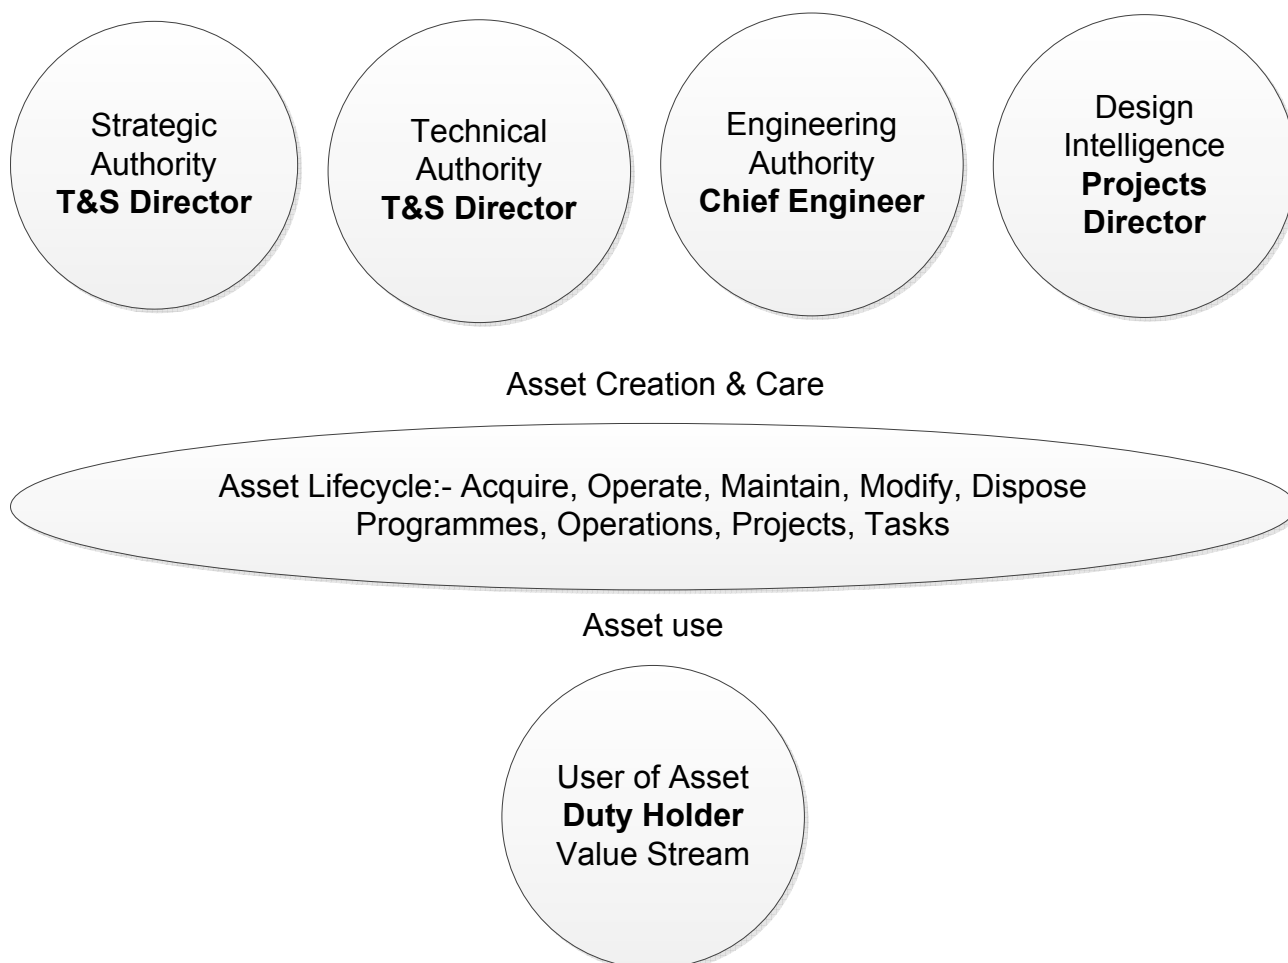 Strategic
Authority
T&S Director
Technical
Authority
T&S Director
Engineering
Authority
Chief Engineer
Design
Intelligence
Projects
Director
Asset Creation & Care
Asset Lifecycle:- Acquire, Operate, Maintain, Modify, Dispose
Programmes, Operations, Projects, Tasks
Asset use
User of Asset
Duty Holder
Value Stream